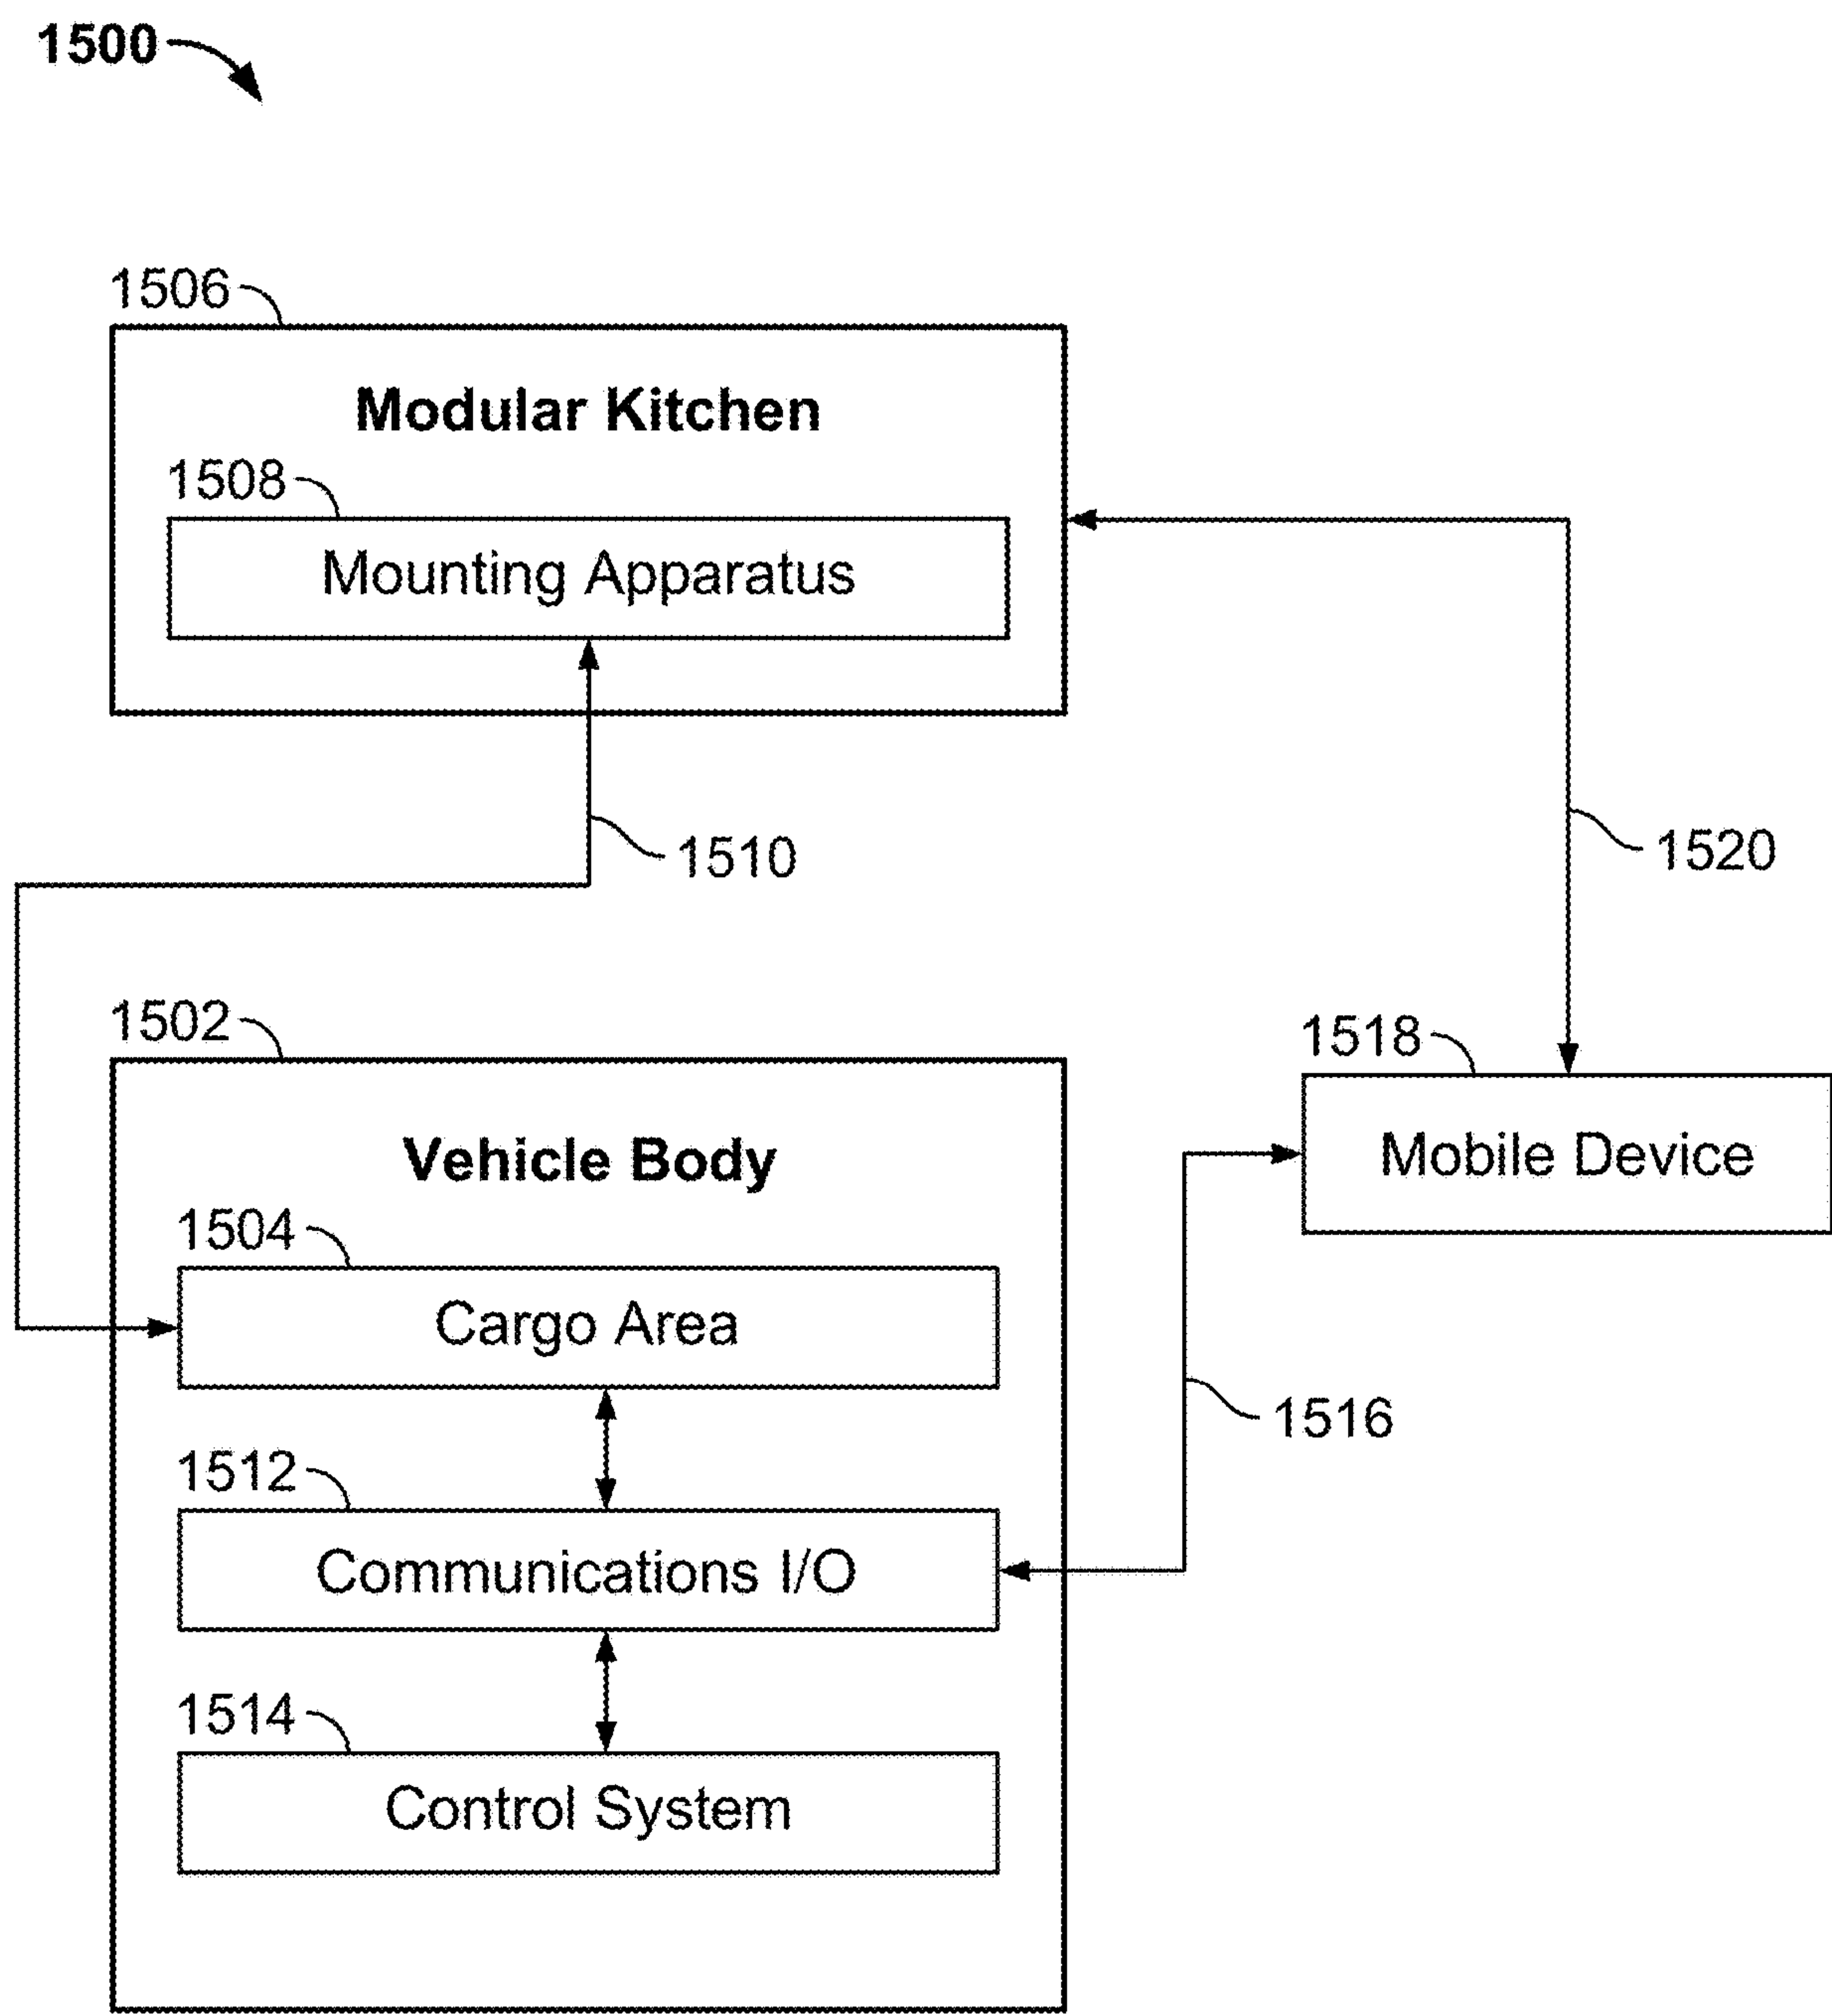 1500
1506
Modular Kitchen
1508
Mounting Apparatus
1510
1520
1502
1518
Vehicle Body
Mobile Device
1504
Cargo Area
1516
1512
Communications I/O
1514
Control System